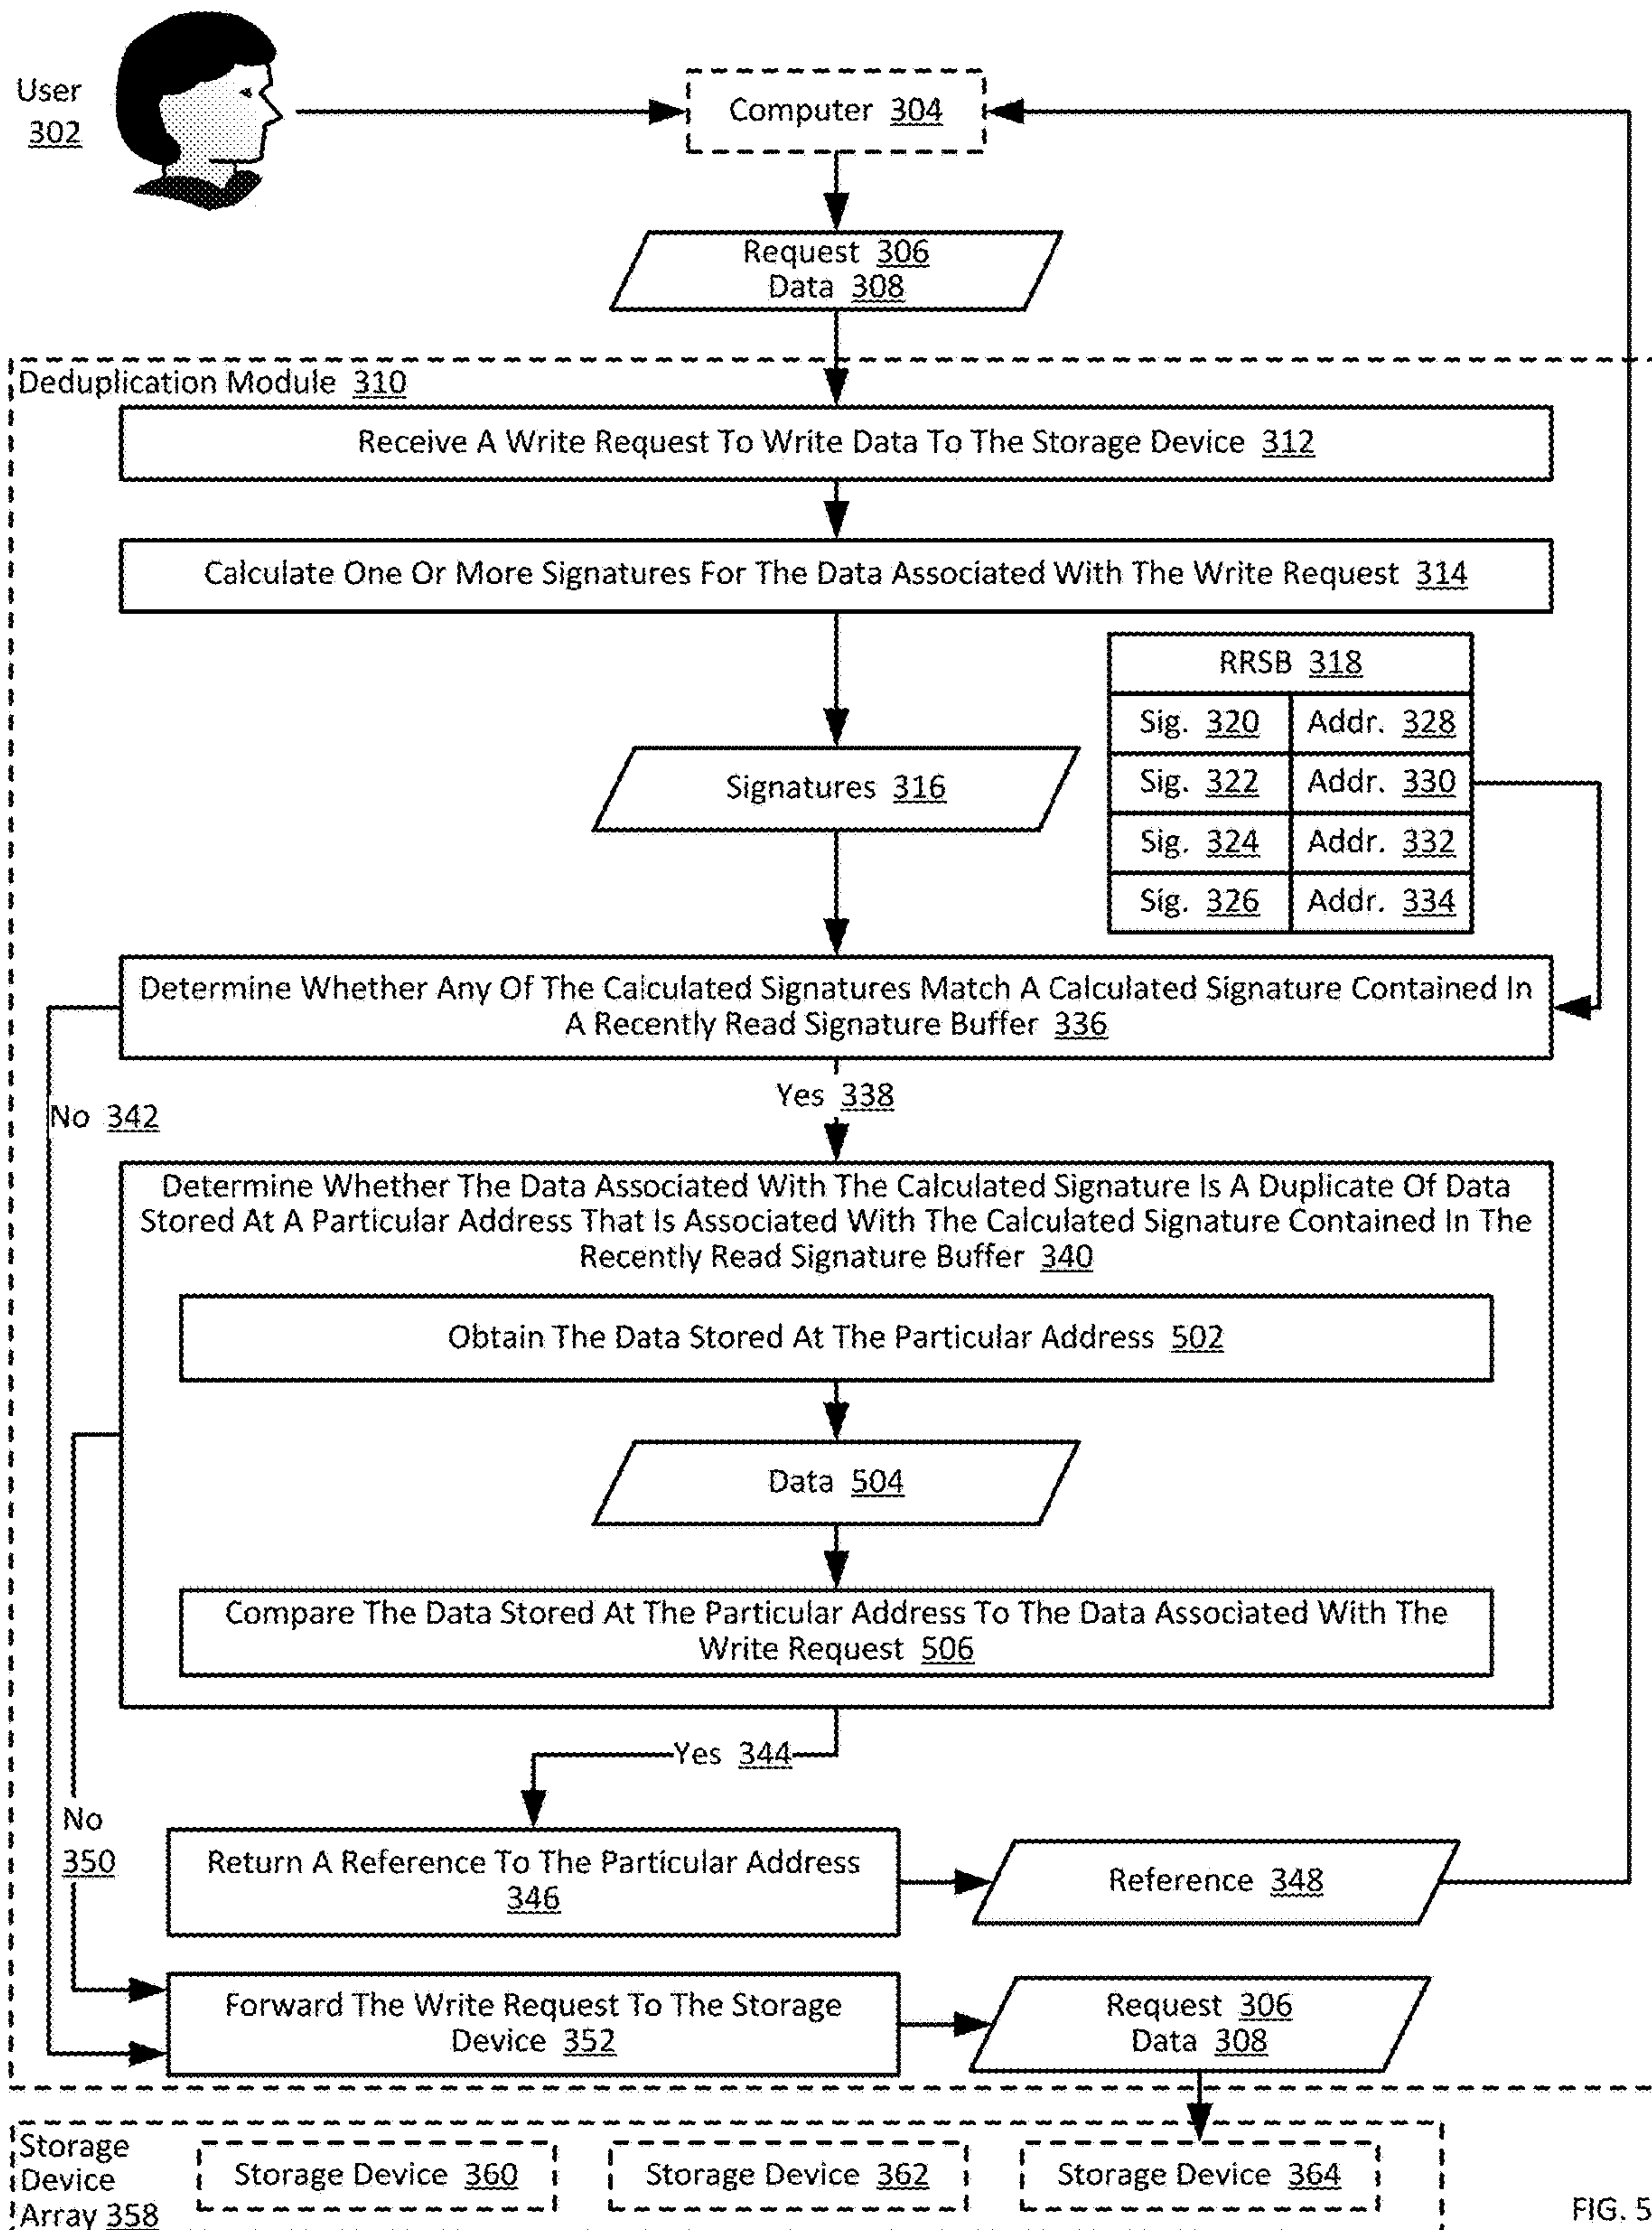 User
302
Computer 304
Request 306
Data 308
Deduplication Module 310
Receive A Write Request To Write Data To The Storage Device 312
Calculate One Or More Signatures For The Data Associated With The Write Request 314
RRSB 318
Sig. 320 Addr. 328
Sig. 322 Addr. 330
Sig. 324 Addr. 332
Sig. 326 Addr. 334
Signatures 316
Determine Whether Any Of The Calculated Signatures Match A Calculated Signature Contained In
A Recently Read Signature Buffer 336
Yes 338
No 342
Determine Whether The Data Associated With The Calculated Signature Is A Duplicate Of Data
Stored At A Particular Address That Is Associated With The Calculated Signature Contained In The
Recently Read Signature Buffer 340
Obtain The Data Stored At The Particular Address 502
Data 504
Compare The Data Stored At The Particular Address To The Data Associated With The
Write Request 506
Yes 344
No
350
Return A Reference To The Particular Address
346
Reference 348
Forward The Write Request To The Storage
Device 352
Request 306
Data 308
Storage
Device
Array 358
Storage Device 360
Storage Device 362
Storage Device 364
FIG. 5